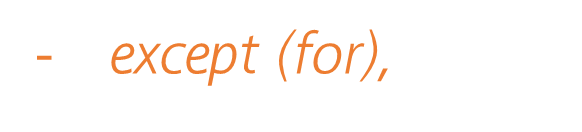 - except (for),